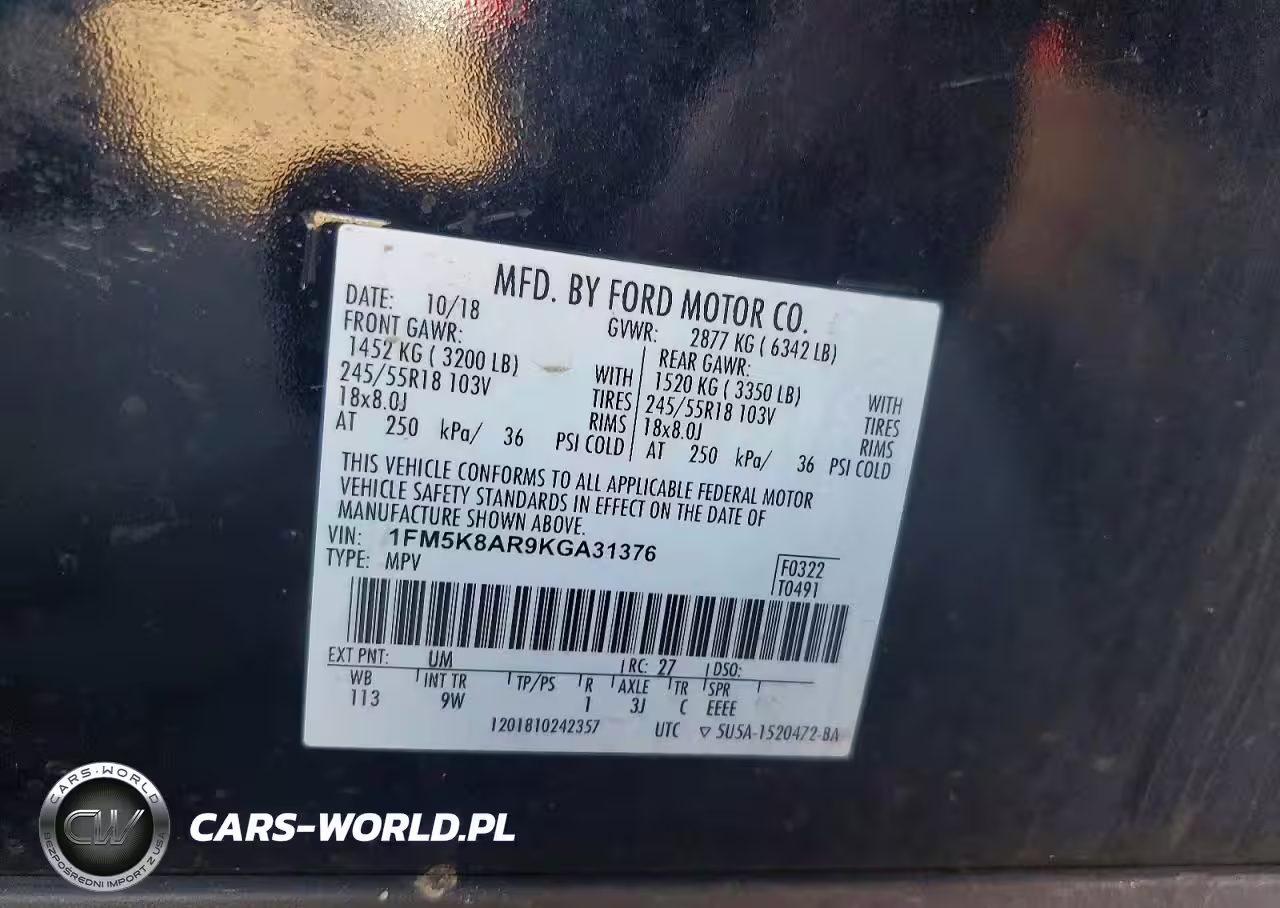 MFD. BY FORD MOTOR CO.
DATE: 10/18 GVWR: 2877 KG ( 6342 LB)
FRONT GAWR: REAR GAWR:
1452 KG ( 3200 LB) WITH 1520 KG ( 3350 LB) WITH
245/55R18 103V TIRES 245/55R18 103V TIRES
18x8.0J RIMS 18x8.0J RIMS
AT 250 kPa/ 36 PSI COLD AT 250 kPa/ 36 PSI COLD
THIS VEHICLE CONFORMS TO ALL APPLICABLE FEDERAL MOTOR
VEHICLE SAFETY STANDARDS IN EFFECT ON THE DATE OF
MANUFACTURE SHOWN ABOVE.
VIN: 1FM5K8AR9KGA31376
TYPE: MPV
F0322
T0491
EXT PNT: UM RC: 27 DSO:
WB INT TR TP/PS R AXLE TR SPR
113 9W 1 3J C EEEE
1201810242357 UTC ▽ 5U5A-1520472-BA
CARS-WORLD
CW
BEZPOŚREDNI IMPORT Z USA
CARS-WORLD.PL